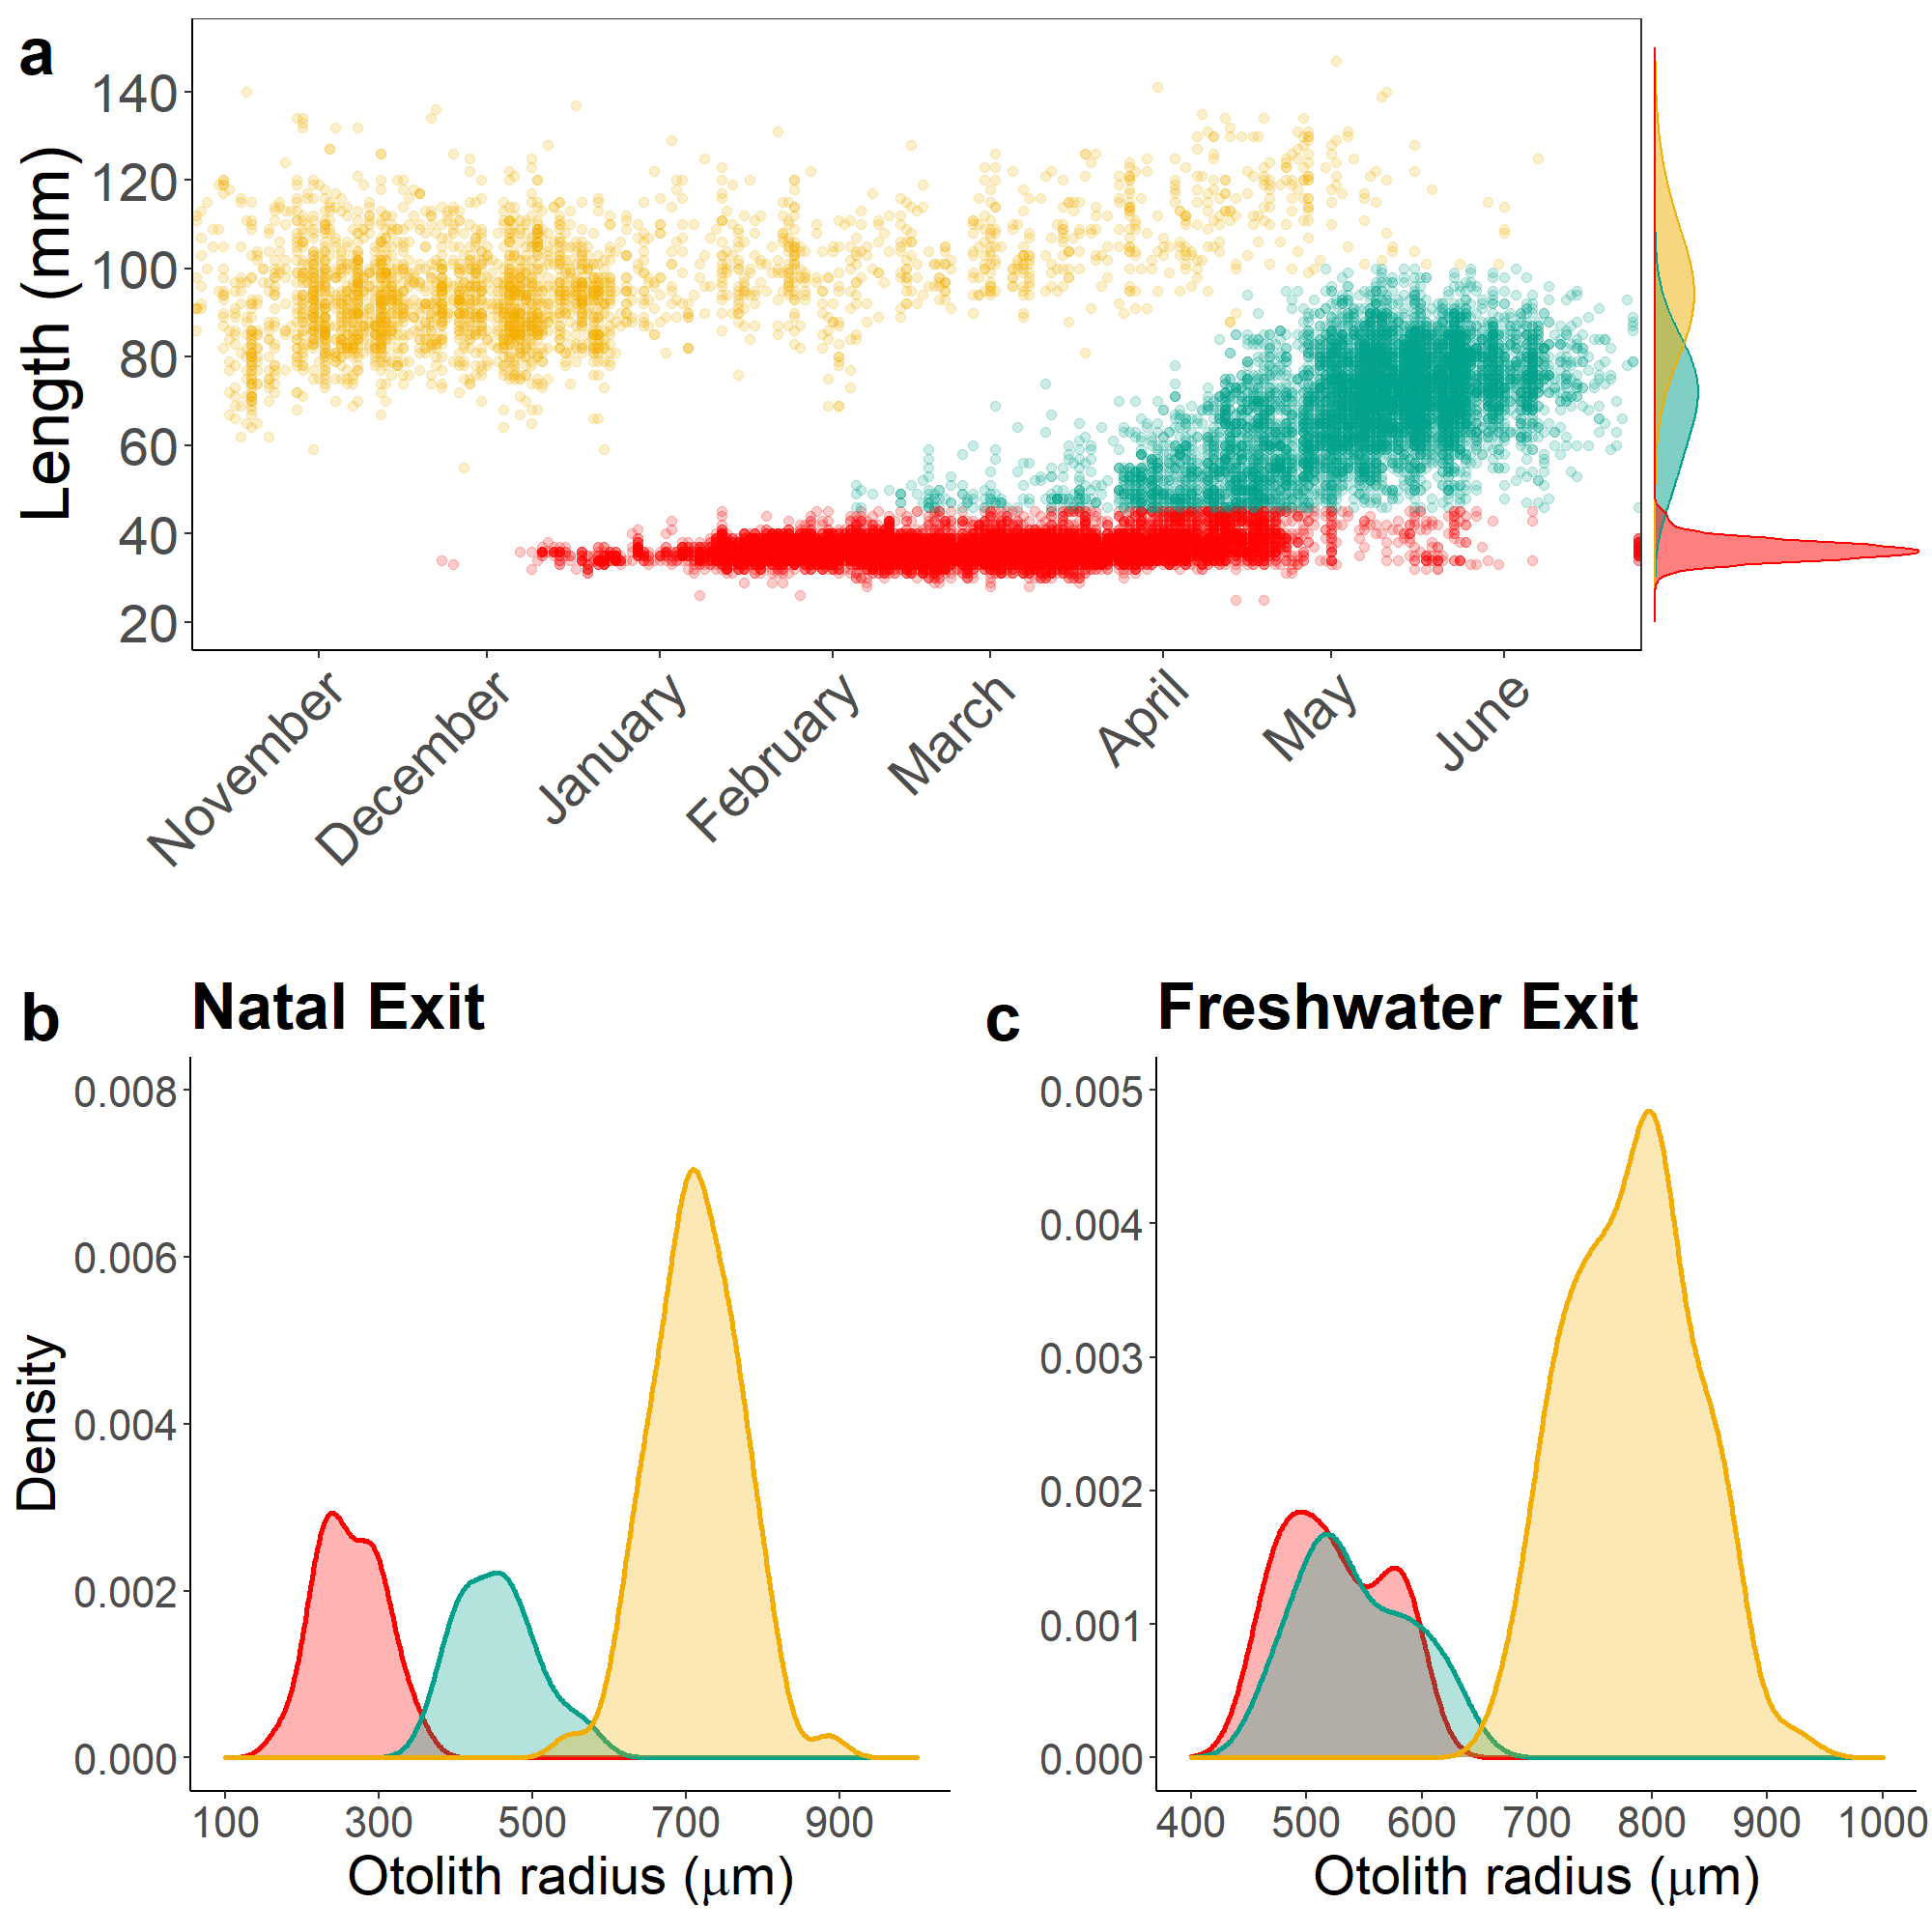 a
Length (mm)
140
120
100
80
60
40
20
November
December
January
February
March
April
May
June
b
Natal Exit
Density
0.008
0.006
0.004
0.002
0.000
100
300
500
700
900
Otolith radius (μm)
c
Freshwater Exit
0.005
0.004
0.003
0.002
0.001
0.000
400
500
600
700
800
900
1000
Otolith radius (μm)